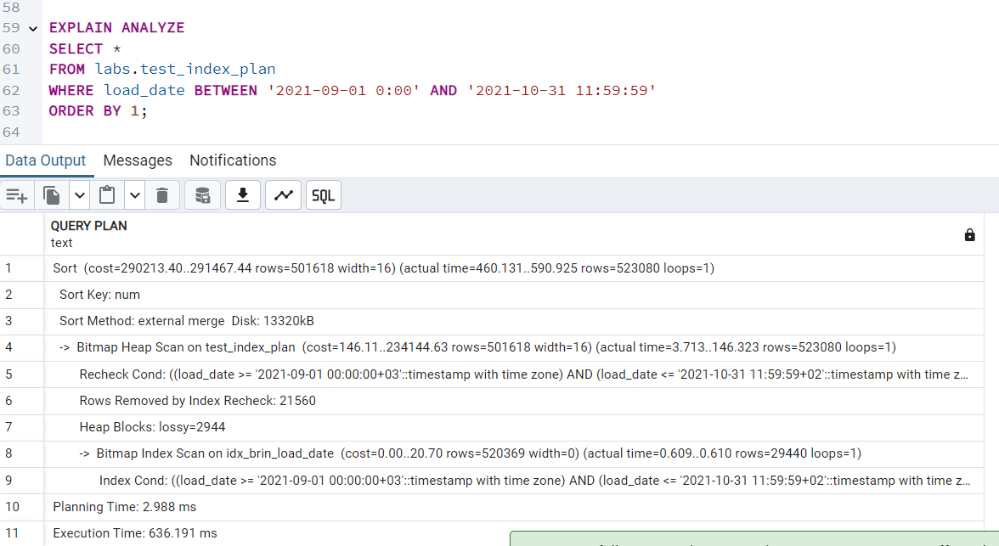 58
59 EXPLAIN ANALYZE
60 SELECT *
61 FROM labs.test_index_plan
62 WHERE load_date BETWEEN '2021-09-01 0:00' AND '2021-10-31 11:59:59'
63 ORDER BY 1;
64
Data Output Messages Notifications
SQL
QUERY PLAN
text
1 Sort (cost=290213.40..291467.44 rows=501618 width=16) (actual time=460.131..590.925 rows=523080 loops=1)
2 Sort Key: num
3 Sort Method: external merge Disk: 13320kB
4 -> Bitmap Heap Scan on test_index_plan (cost=146.11..234144.63 rows=501618 width=16) (actual time=3.713..146.323 rows=523080 loops=1)
5 Recheck Cond: ((load_date >= '2021-09-01 00:00:00+03'::timestamp with time zone) AND (load_date <= '2021-10-31 11:59:59+02'::timestamp with time z...
6 Rows Removed by Index Recheck: 21560
7 Heap Blocks: lossy=2944
8 -> Bitmap Index Scan on idx_brin_load_date (cost=0.00..20.70 rows=520369 width=0) (actual time=0.609..0.610 rows=29440 loops=1)
9 Index Cond: ((load_date >= '2021-09-01 00:00:00+03'::timestamp with time zone) AND (load_date <= '2021-10-31 11:59:59+02'::timestamp with time z...
10 Planning Time: 2.988 ms
11 Execution Time: 636.191 ms